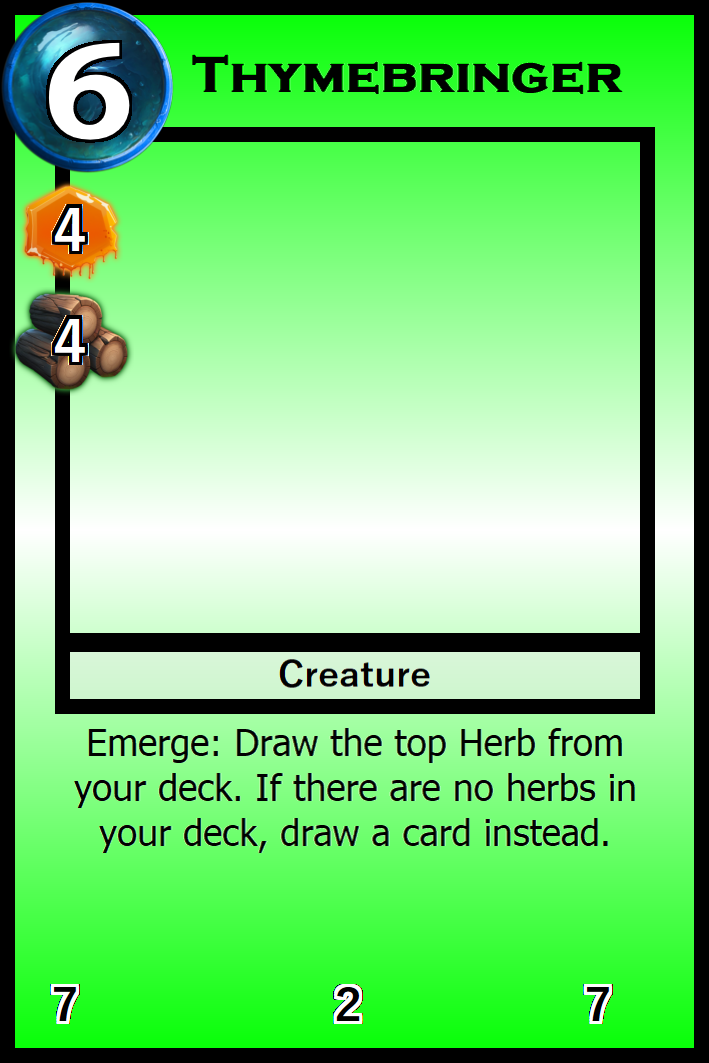 6
Thymebringer
4
4
Creature
Emerge: Draw the top Herb from
your deck. If there are no herbs in
your deck, draw a card instead.
7 2 7